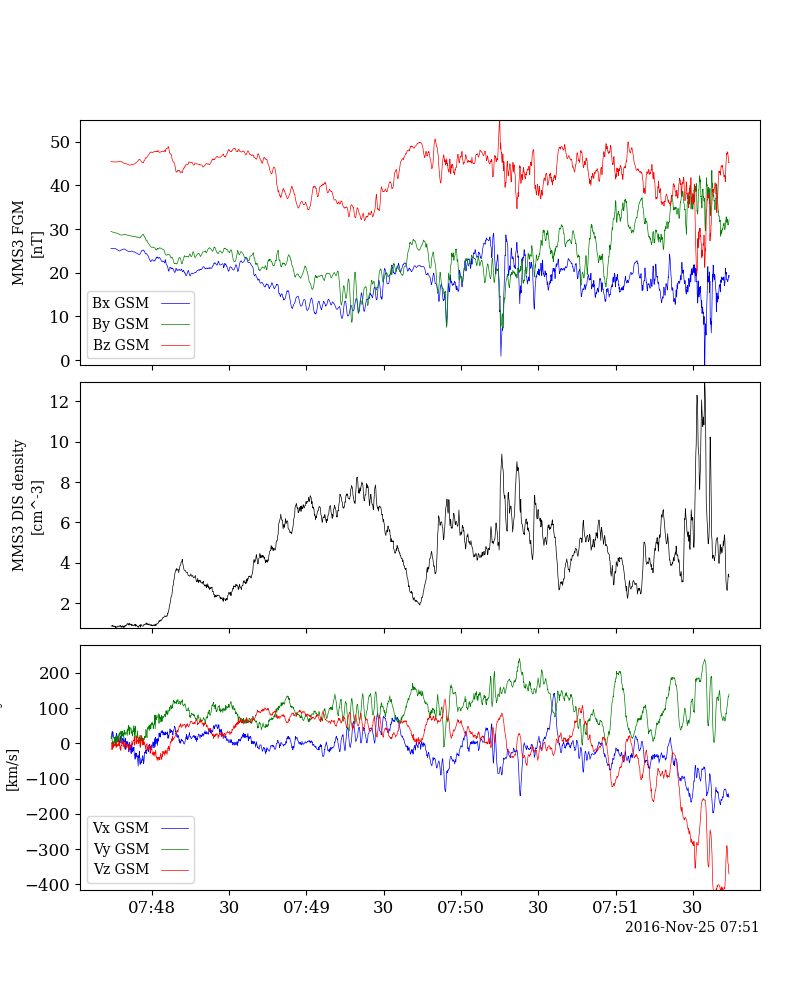 MMS3 FGM
[nT]
50
40
30
20
10
0
Bx GSM
By GSM
Bz GSM
MMS3 DIS density
[cm^-3]
12
10
8
6
4
2
[km/s]
200
100
0
−100
−200
−300
−400
Vx GSM
Vy GSM
Vz GSM
07:48 30 07:49 30 07:50 30 07:51 30
2016-Nov-25 07:51